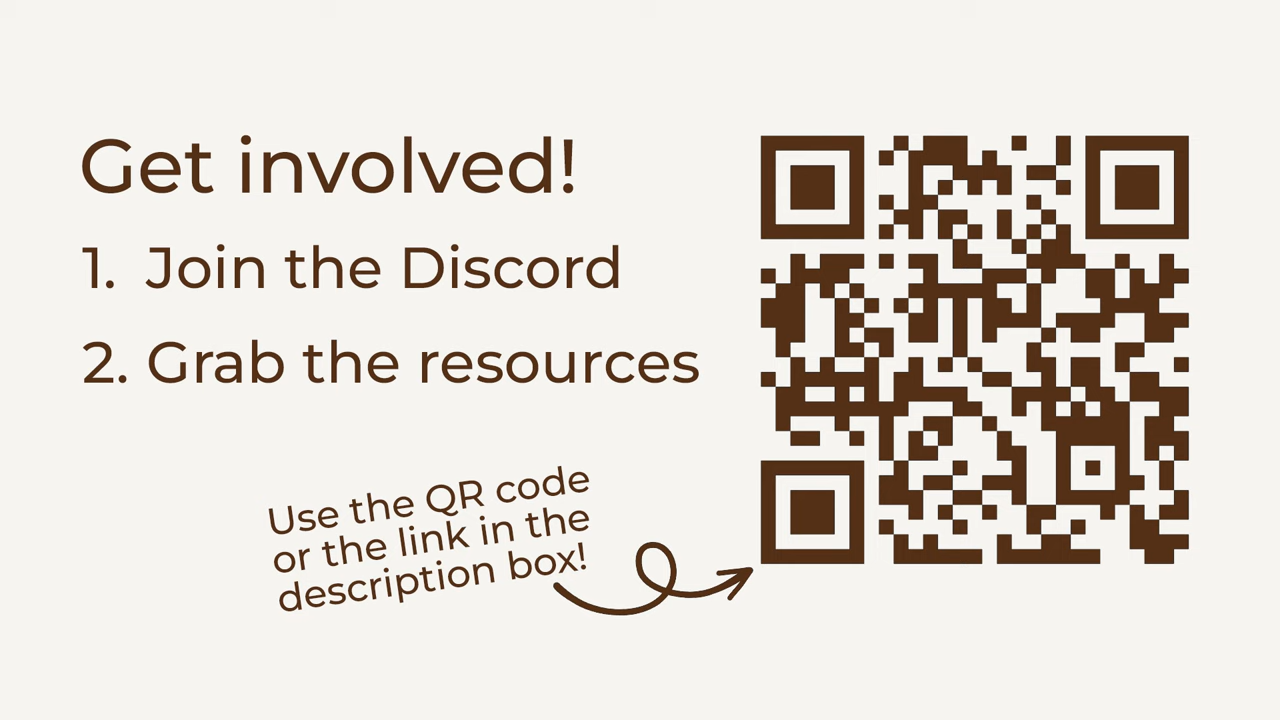 Get involved!
1. Join the Discord
2. Grab the resources
Use the QR code
or the link in the
description box!